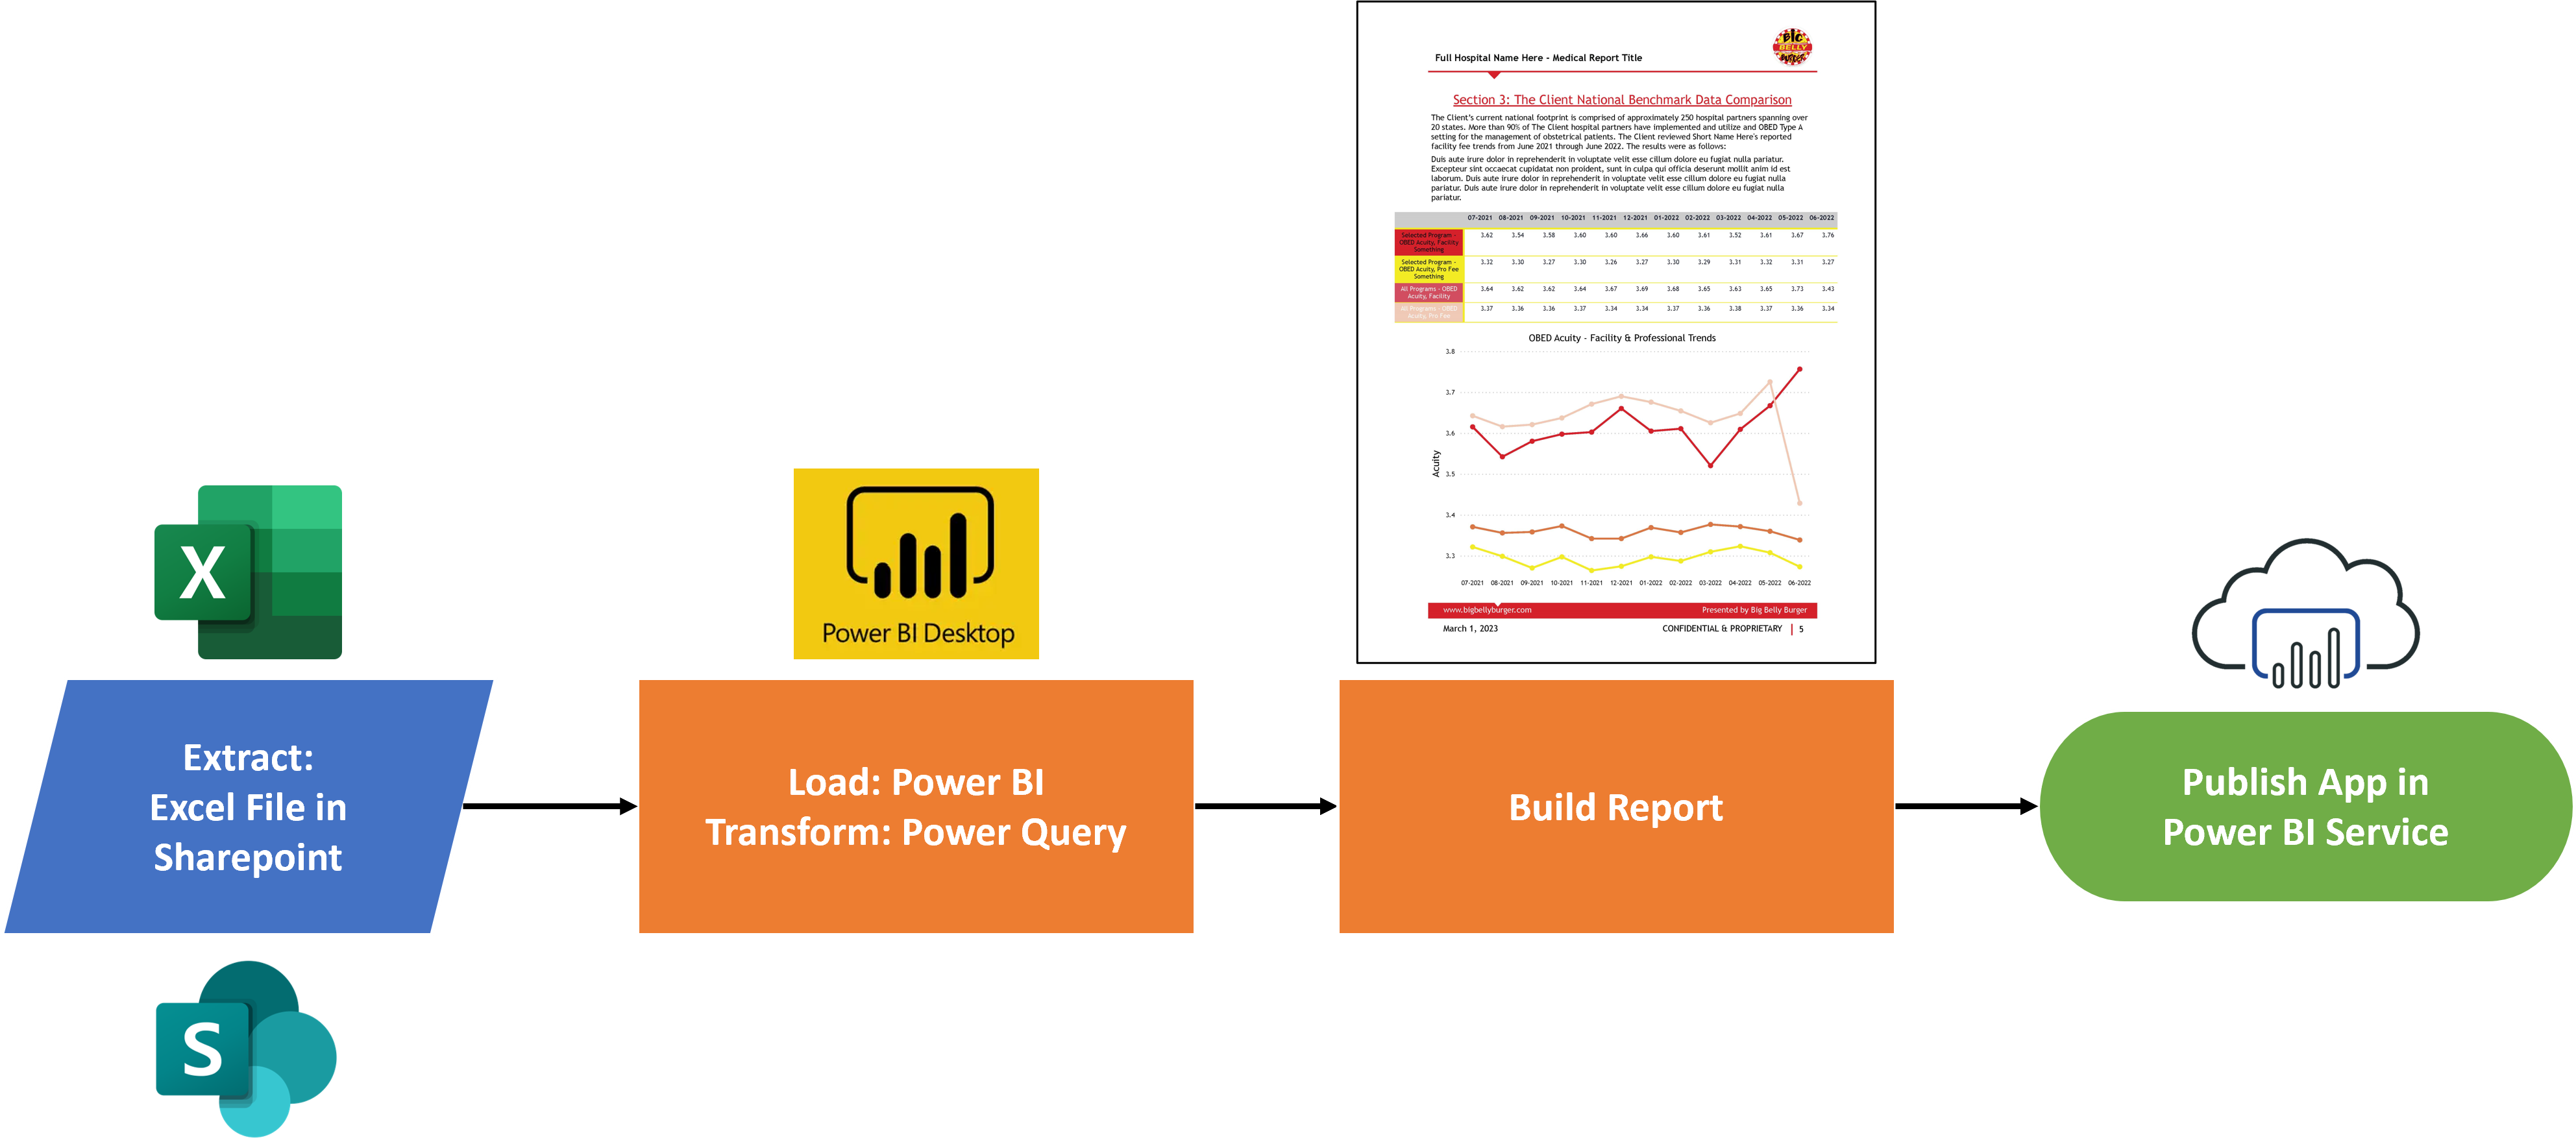 Full Hospital Name Here - Medical Report Title
BIG
BELLY
Section 3: The Client National Benchmark Data Comparison
The Client's current national footprint is comprised of approximately 250 hospital partners spanning over
20 states. More than 90% of The Client hospital partners have implemented and utilize and OBED Type A
setting for the management of obstetrical patients. The Client reviewed Short Name Here's reported
facility fee trends from June 2021 through June 2022. The results were as follows:
Duis aute irure dolor in reprehenderit in voluptate velit esse cillum dolore eu fugiat nulla pariatur.
Excepteur sint occaecat cupidatat non proident, sunt in culpa qui officia deserunt mollit anim id est
laborum. Duis aute irure dolor in reprehenderit in voluptate velit esse cillum dolore eu fugiat nulla
pariatur. Duis aute irure dolor in reprehenderit in voluptate velit esse cillum dolore eu fugiat nulla
pariatur.
07-2021 08-2021 09-2021 10-2021 11-2021 12-2021 01-2022 02-2022 03-2022 04-2022 05-2022 06-2022
Selected Program - OBED Acuity, Facility Something 3.62 3.54 3.58 3.60 3.60 3.66 3.60 3.61 3.52 3.61 3.67 3.76
Selected Program - OBED Acuity, Pro Fee Something 3.32 3.30 3.27 3.30 3.26 3.27 3.30 3.29 3.31 3.32 3.31 3.27
All Programs - OBED Acuity, Facility 3.64 3.62 3.62 3.64 3.67 3.69 3.68 3.65 3.63 3.65 3.73 3.43
All Programs - OBED Acuity, Pro Fee 3.37 3.36 3.36 3.37 3.34 3.34 3.37 3.36 3.38 3.37 3.36 3.34
OBED Acuity - Facility & Professional Trends
3.8
3.7
3.6
3.5
3.4
3.3
Acuity
07-2021 08-2021 09-2021 10-2021 11-2021 12-2021 01-2022 02-2022 03-2022 04-2022 05-2022 06-2022
www.bigbellyburger.com Presented by Big Belly Burger
March 1, 2023 CONFIDENTIAL & PROPRIETARY | 5
X
Power BI Desktop
Extract:
Excel File in
Sharepoint
Load: Power BI
Transform: Power Query
Build Report
Publish App in
Power BI Service
S